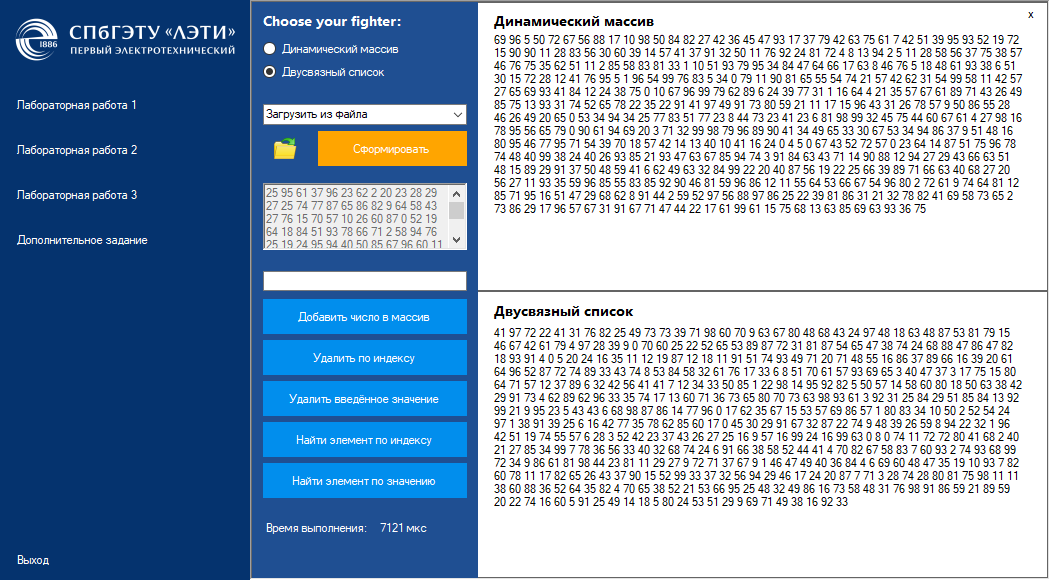 СПбГЭТУ «ЛЭТИ»
ПЕРВЫЙ ЭЛЕКТРОТЕХНИЧЕСКИЙ
1886
Лабораторная работа 1
Лабораторная работа 2
Лабораторная работа 3
Дополнительное задание
Выход
Choose your fighter:
Динамический массив
Двусвязный список
Загрузить из файла
Сформировать
25 95 61 37 96 23 62 2 20 23 28 29
27 25 74 77 87 65 86 82 9 64 58 43
27 76 15 70 57 10 26 60 87 0 52 19
64 18 84 51 93 78 66 71 2 58 94 76
25 19 24 95 94 40 50 85 67 96 60 11
Добавить число в массив
Удалить по индексу
Удалить введённое значение
Найти элемент по индексу
Найти элемент по значению
Время выполнения: 7121 мкс
x
Динамический массив
69 96 5 50 72 67 56 88 17 10 98 50 84 82 27 42 36 45 47 93 17 37 79 42 63 75 61 7 42 51 39 95 93 52 19 72
15 90 90 11 28 83 56 30 60 39 14 57 41 37 91 32 50 11 76 92 24 81 72 4 8 13 94 2 5 11 28 58 56 37 75 38 57
46 76 75 35 62 51 11 2 85 58 83 81 33 1 10 51 93 79 95 34 84 47 64 66 17 63 8 46 76 5 18 48 61 93 38 6 51
30 15 72 28 12 41 76 95 5 1 96 54 99 76 83 5 34 0 79 11 90 81 65 55 54 74 21 57 42 62 31 54 99 58 11 42 57
27 65 69 93 41 84 12 24 38 75 0 10 67 96 99 79 62 89 6 24 39 77 31 1 16 64 4 21 35 57 67 61 89 71 43 26 49
85 75 13 93 31 74 52 65 78 22 35 22 91 41 97 49 91 73 80 59 21 11 17 15 96 43 31 26 78 57 9 50 86 55 28
46 26 49 20 65 0 53 34 94 34 25 77 83 51 77 23 8 44 73 23 41 23 6 81 98 99 32 45 75 44 60 67 61 4 27 98 16
78 95 56 65 79 0 90 61 94 69 20 3 71 32 99 98 79 96 89 90 41 34 49 65 33 30 67 53 34 94 86 37 9 51 48 16
80 95 46 77 95 71 54 39 70 18 57 42 14 13 40 10 41 16 24 0 4 5 0 67 43 52 72 57 0 23 64 14 87 51 75 96 78
74 48 40 99 38 24 40 26 93 85 21 93 47 63 67 85 94 74 3 91 84 63 43 71 14 90 88 12 94 27 29 43 66 63 51
48 15 89 29 91 37 50 48 59 41 6 62 49 63 32 84 99 22 20 40 87 56 19 22 25 66 39 89 71 66 63 40 68 27 20
56 27 11 93 35 59 96 85 55 83 85 92 90 46 81 59 96 86 12 11 55 64 53 66 67 54 96 80 2 72 61 9 74 64 81 12
85 71 95 16 51 47 29 68 62 8 91 44 2 59 52 97 56 88 97 86 25 22 39 81 86 31 21 32 78 82 41 69 58 73 65 2
73 86 29 17 96 57 67 31 91 67 71 47 44 22 17 61 99 61 15 75 68 13 63 85 69 63 93 36 75
Двусвязный список
41 97 72 22 41 31 76 82 25 49 73 73 39 71 98 60 70 9 63 67 80 48 68 43 24 97 48 18 63 48 87 53 81 79 15
46 67 42 61 79 4 97 28 39 9 0 70 60 25 22 52 65 53 89 87 72 31 81 87 54 65 47 38 74 24 68 88 47 86 47 82
18 93 91 4 0 5 20 24 16 35 11 12 19 87 12 18 11 91 51 74 93 49 71 20 71 48 55 16 86 37 89 66 16 39 20 61
64 96 52 87 72 74 89 33 43 74 8 53 84 58 32 61 76 17 33 6 8 51 70 61 57 93 69 65 3 40 47 37 3 17 75 15 80
64 71 57 12 37 89 6 32 42 56 41 41 7 12 34 33 50 85 1 22 98 14 95 92 82 5 50 57 14 58 60 80 18 50 63 38 42
29 91 73 4 62 89 62 96 33 35 74 17 13 60 71 36 73 65 80 70 73 63 98 93 61 3 92 31 25 84 29 51 85 84 13 92
99 21 9 95 23 5 43 43 6 68 98 87 86 14 77 96 0 17 62 35 67 15 53 57 69 86 57 1 80 83 34 10 50 2 52 54 24
97 1 38 91 39 25 6 16 42 77 35 78 62 85 60 17 0 45 30 29 91 67 32 87 22 74 9 48 39 26 59 8 94 22 32 1 96
42 51 19 74 55 57 6 28 3 52 42 23 37 43 26 27 25 16 9 57 16 99 24 16 99 63 0 8 0 74 11 72 72 80 41 68 2 40
21 27 85 34 99 7 78 36 56 33 40 32 68 74 24 6 91 66 38 58 52 44 41 4 70 82 67 58 83 7 60 93 2 74 93 68 99
72 34 9 86 61 81 98 44 23 81 11 29 27 9 72 71 37 67 9 1 46 47 49 40 36 84 4 6 69 60 48 47 35 19 10 93 7 82
60 78 11 17 82 65 26 43 37 90 15 52 99 33 37 32 56 94 29 46 17 24 20 87 7 71 3 28 74 28 80 81 75 98 11 11
38 60 88 36 52 64 35 82 4 70 65 38 52 21 53 66 95 25 48 32 49 86 16 73 58 48 31 76 98 91 86 59 21 89 59
20 22 74 16 60 5 91 25 49 14 18 5 80 24 53 51 29 9 69 71 49 38 16 92 33